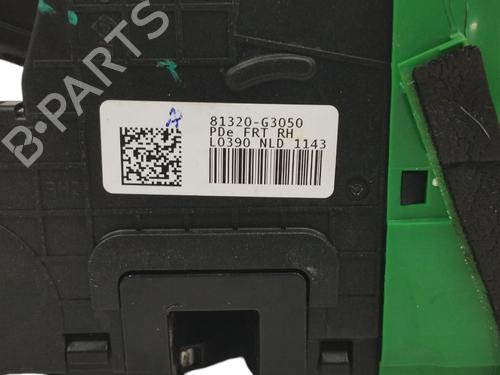 B-PARTS
81320-G3050
PDe FRT RH
L0390 NLD 1143